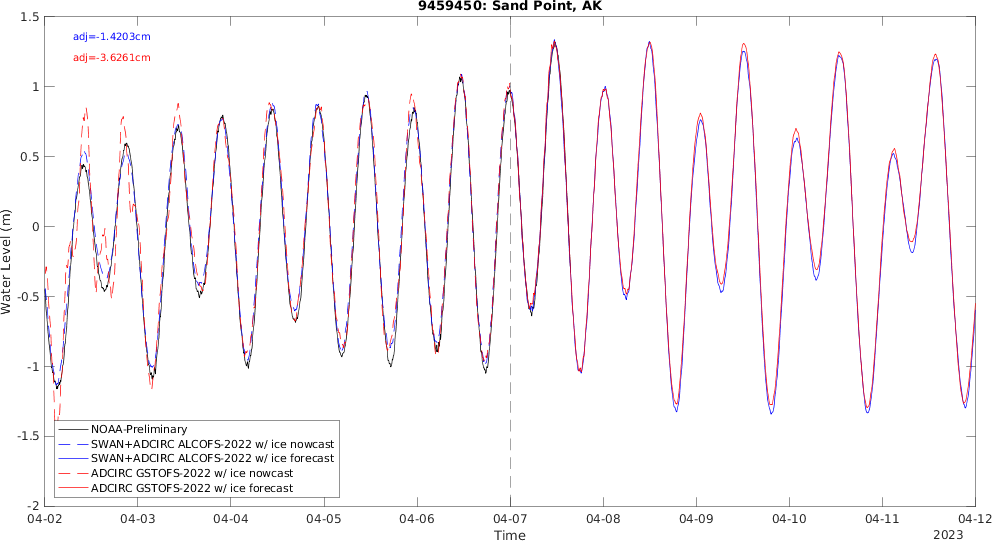 9459450: Sand Point, AK
1.5
adj=-1.4203cm
adj=-3.6261cm
1
0.5
0
-0.5
-1
-1.5
-2
Water Level (m)
NOAA-Preliminary
SWAN+ADCIRC ALCOFS-2022 w/ ice nowcast
SWAN+ADCIRC ALCOFS-2022 w/ ice forecast
ADCIRC GSTOFS-2022 w/ ice nowcast
ADCIRC GSTOFS-2022 w/ ice forecast
04-02 04-03 04-04 04-05 04-06 04-07 04-08 04-09 04-10 04-11 04-12
Time
2023